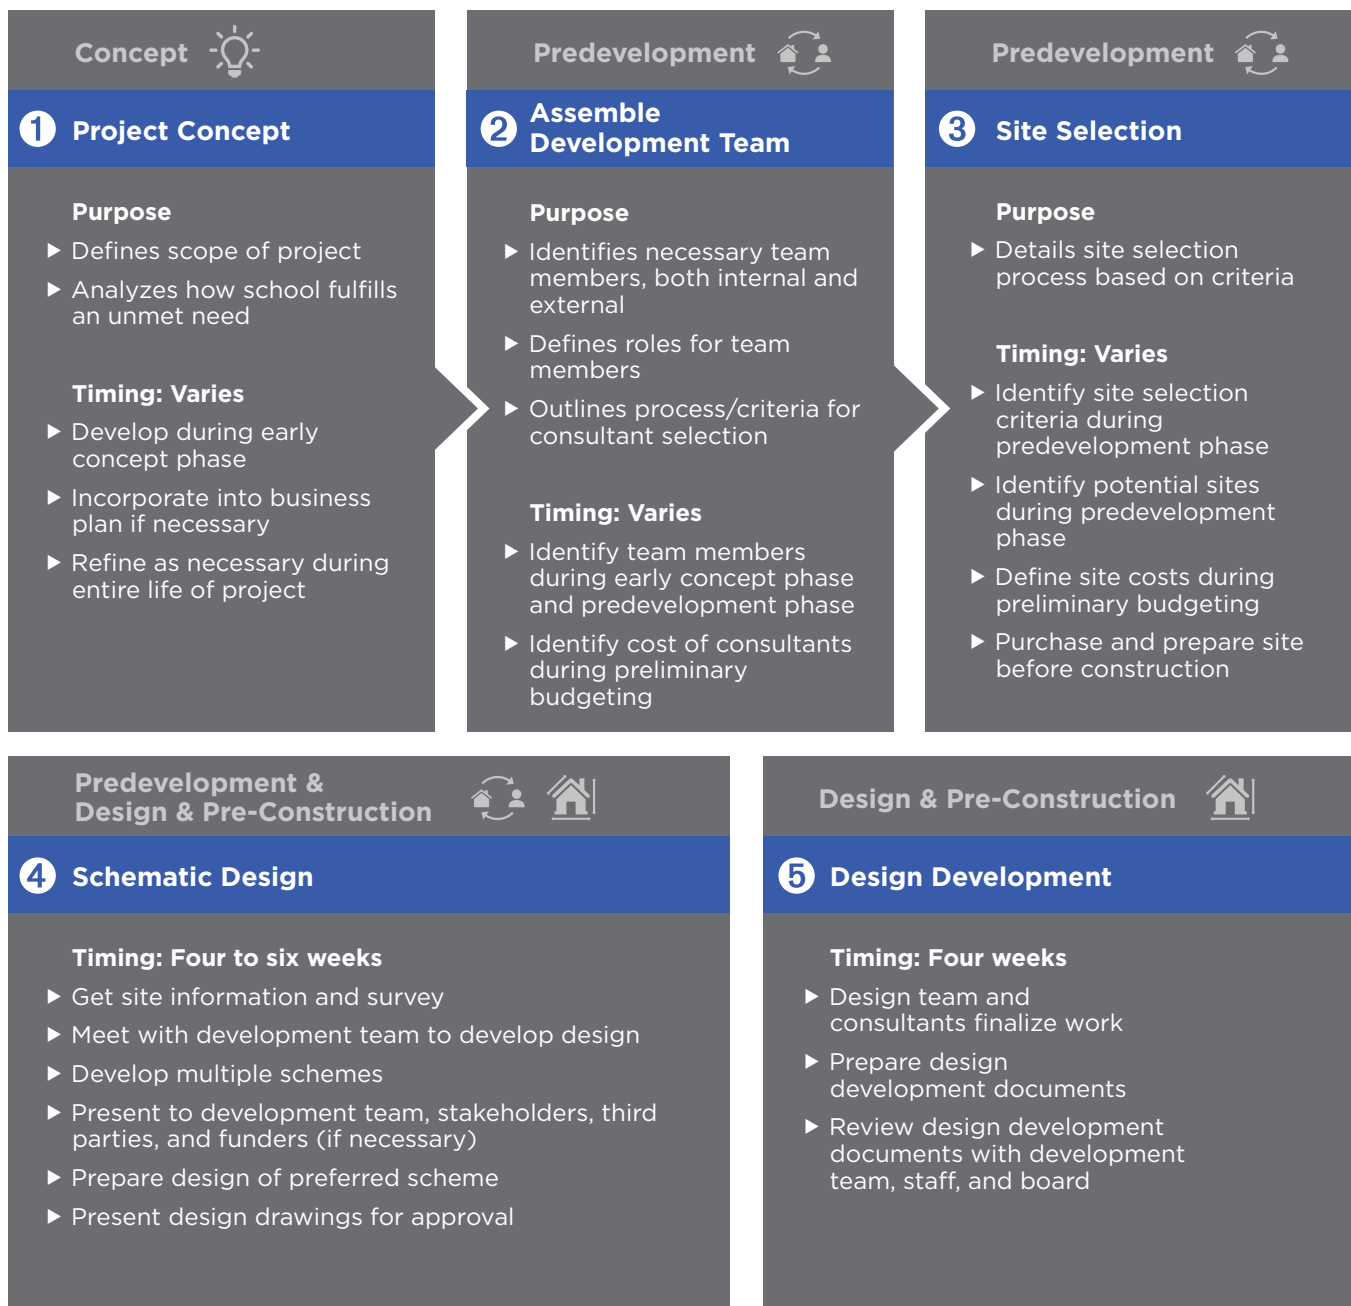 Concept
1 Project Concept
Purpose
Defines scope of project
Analyzes how school fulfills
an unmet need
Timing: Varies
Develop during early
concept phase
Incorporate into business
plan if necessary
Refine as necessary during
entire life of project
Predevelopment
2 Assemble
Development Team
Purpose
Identifies necessary team
members, both internal and
external
Defines roles for team
members
Outlines process/criteria for
consultant selection
Timing: Varies
Identify team members
during early concept phase
and predevelopment phase
Identify cost of consultants
during preliminary
budgeting
Predevelopment
3 Site Selection
Purpose
Details site selection
process based on criteria
Timing: Varies
Identify site selection
criteria during
predevelopment phase
Identify potential sites
during predevelopment
phase
Define site costs during
preliminary budgeting
Purchase and prepare site
before construction
Predevelopment &
Design & Pre-Construction
4 Schematic Design
Timing: Four to six weeks
Get site information and survey
Meet with development team to develop design
Develop multiple schemes
Present to development team, stakeholders, third
parties, and funders (if necessary)
Prepare design of preferred scheme
Present design drawings for approval
Design & Pre-Construction
5 Design Development
Timing: Four weeks
Design team and
consultants finalize work
Prepare design
development documents
Review design development
documents with development
team, staff, and board